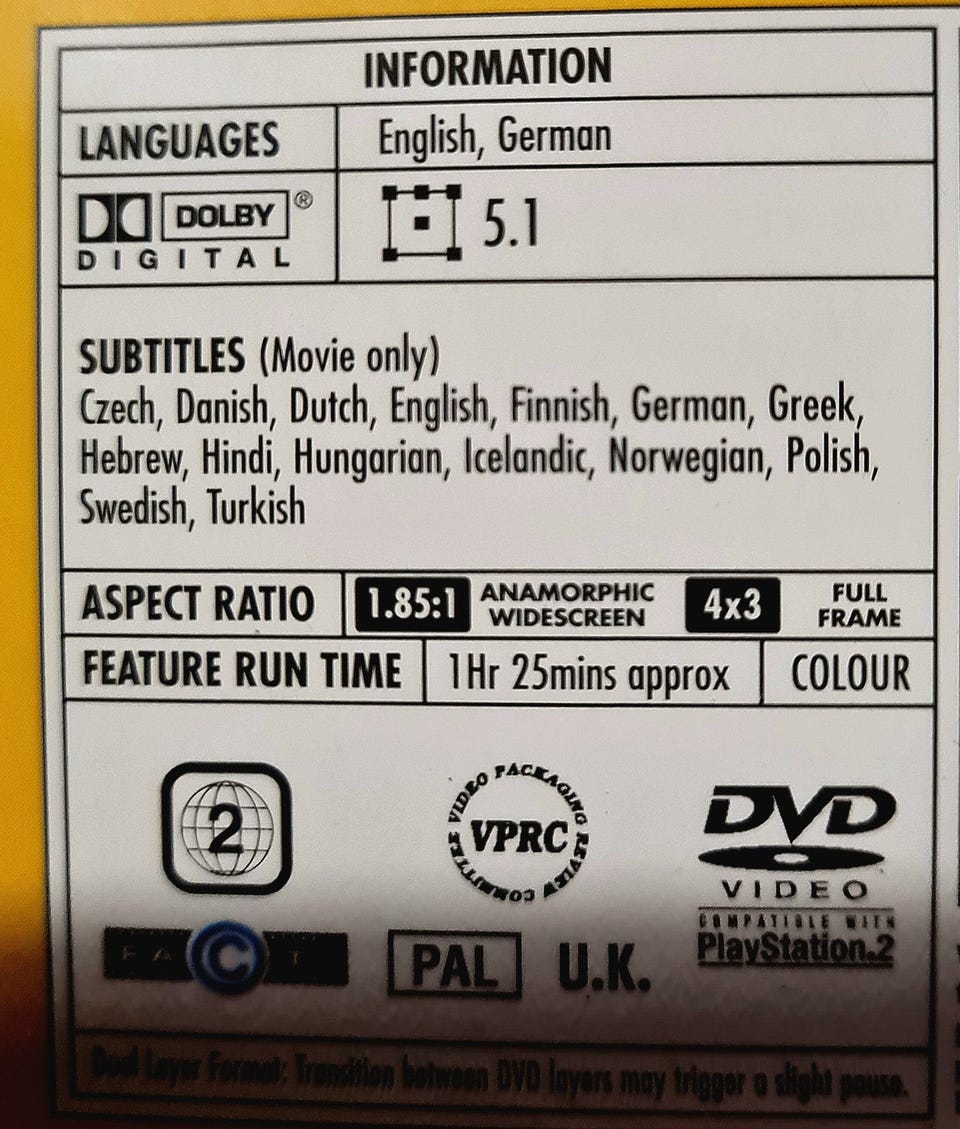 INFORMATION
LANGUAGES English, German
DOLBY ® 5.1
DIGITAL
SUBTITLES (Movie only)
Czech, Danish, Dutch, English, Finnish, German, Greek,
Hebrew, Hindi, Hungarian, Icelandic, Norwegian, Polish,
Swedish, Turkish
ASPECT RATIO 1.85:1 ANAMORPHIC WIDESCREEN 4x3 FULL FRAME
FEATURE RUN TIME 1Hr 25mins approx COLOUR
2
VIDEO PACKAGING REVIEW COMMITTEE
VPRC
DVD
VIDEO
COMPATIBLE WITH
PlayStation.2
FACT
PAL U.K.
Dual Layer Format: Transition between DVD layers may trigger a slight pause.